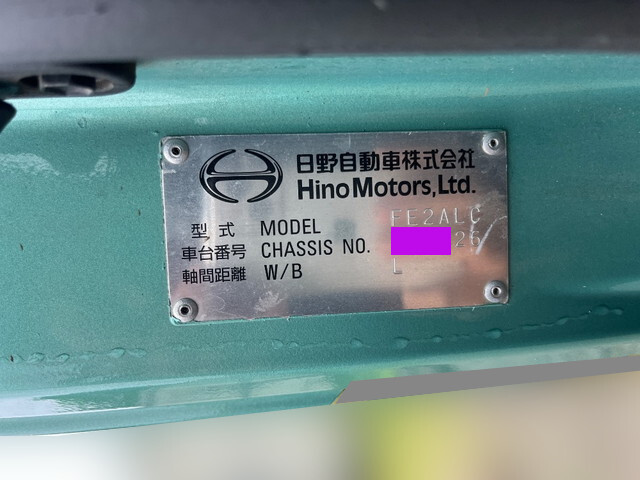 日野自動車株式会社
Hino Motors, Ltd.
型式 MODEL FE2ALC
車台番号 CHASSIS NO. 26
軸間距離 W/B L